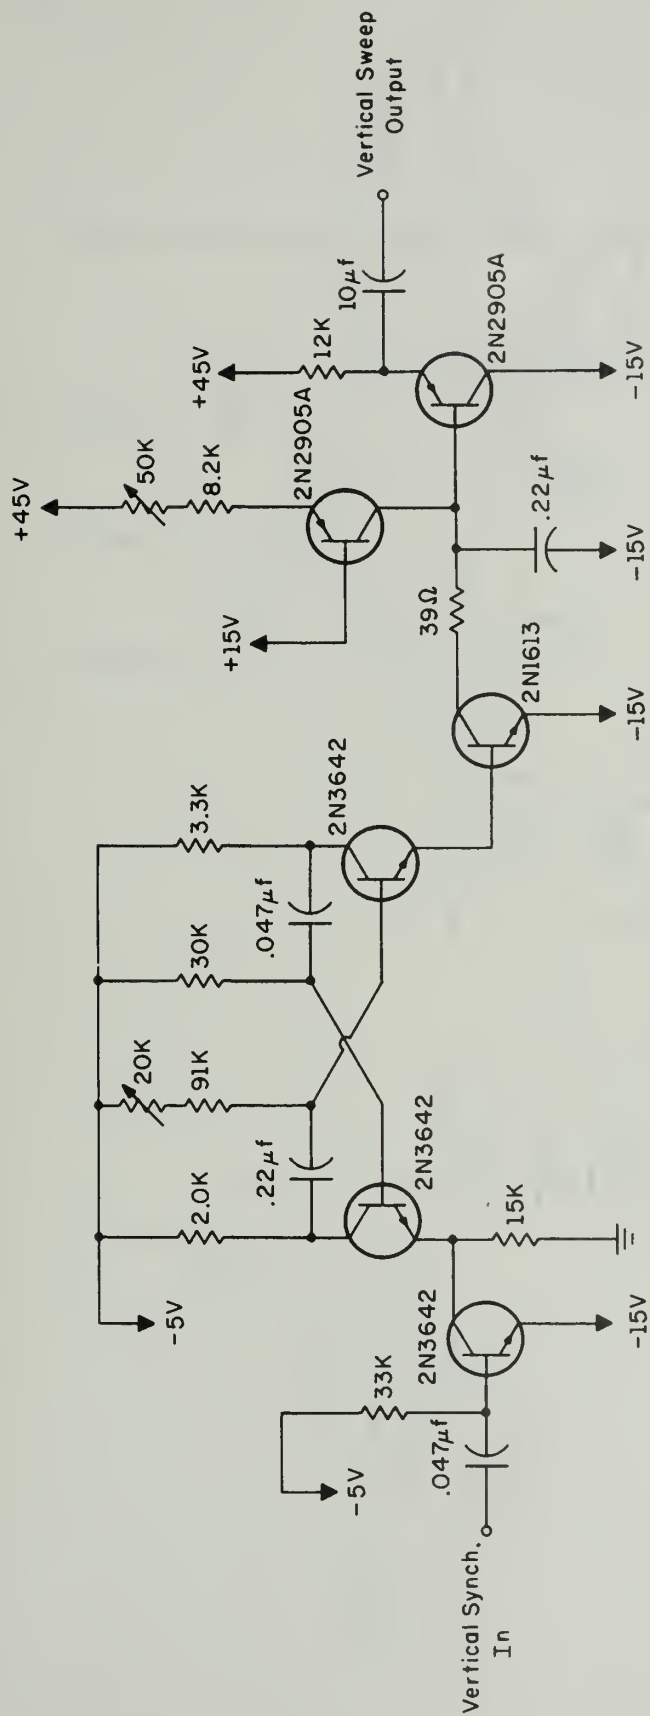 Vertical Synch.
In
.047µf
-5V
33K
2N3642
-15V
15K
-5V
2.0K
.22µf
2N3642
20K
91K
30K
.047µf
3.3K
2N3642
2N1613
-15V
39Ω
+15V
+45V
50K
8.2K
2N2905A
.22µf
-15V
+45V
12K
10µf
2N2905A
-15V
Vertical Sweep
Output